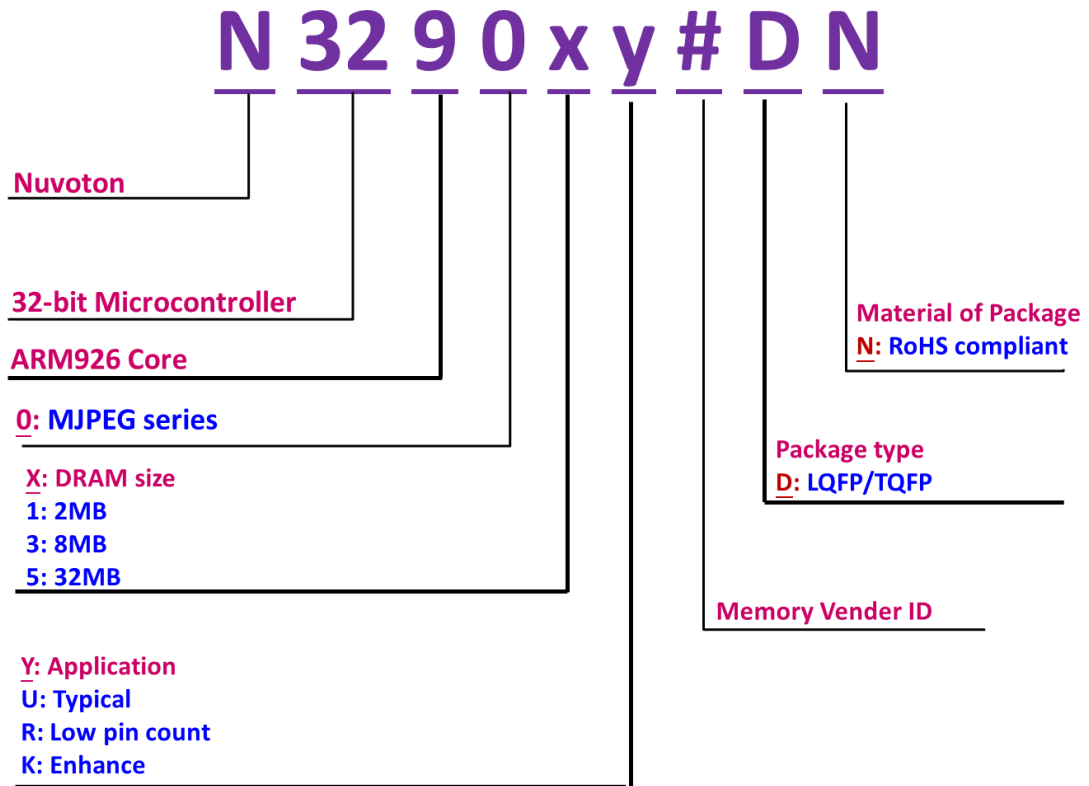 N 32 9 0 x y # D N
Nuvoton
32-bit Microcontroller
ARM926 Core
0: MJPEG series
X: DRAM size
1: 2MB
3: 8MB
5: 32MB
Y: Application
U: Typical
R: Low pin count
K: Enhance
Material of Package
N: RoHS compliant
Package type
D: LQFP/TQFP
Memory Vender ID